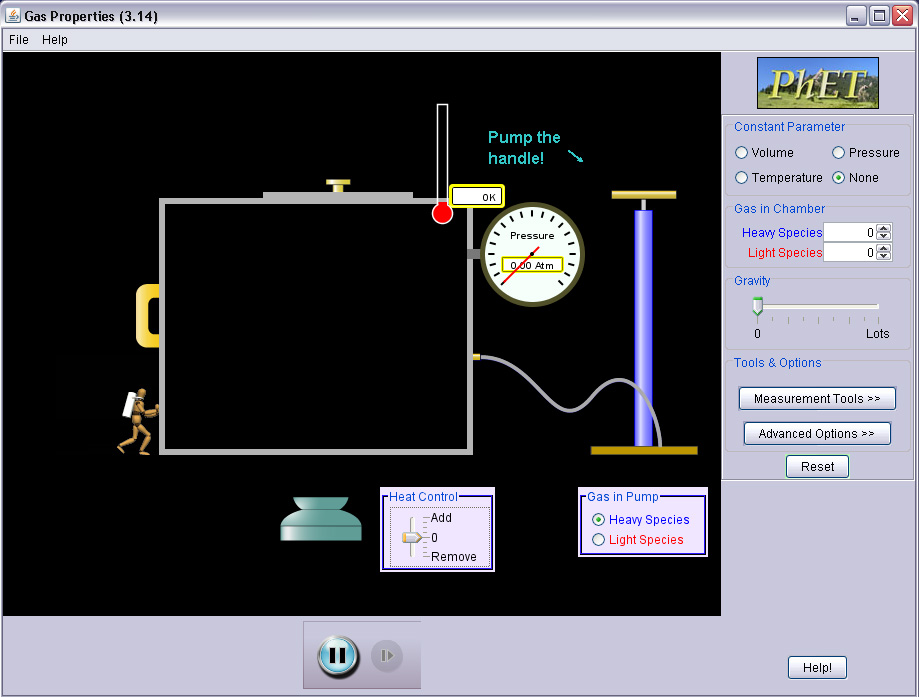 Gas Properties (3.14)
File Help
PhET
Constant Parameter
Volume Pressure
Temperature None
Gas in Chamber
Heavy Species 0
Light Species 0
Gravity
0 Lots
Tools & Options
Measurement Tools >>
Advanced Options >>
Reset
Pump the
handle!
0K
Pressure
0.00 Atm
Heat Control
Add
0
Remove
Gas in Pump
Heavy Species
Light Species
Help!